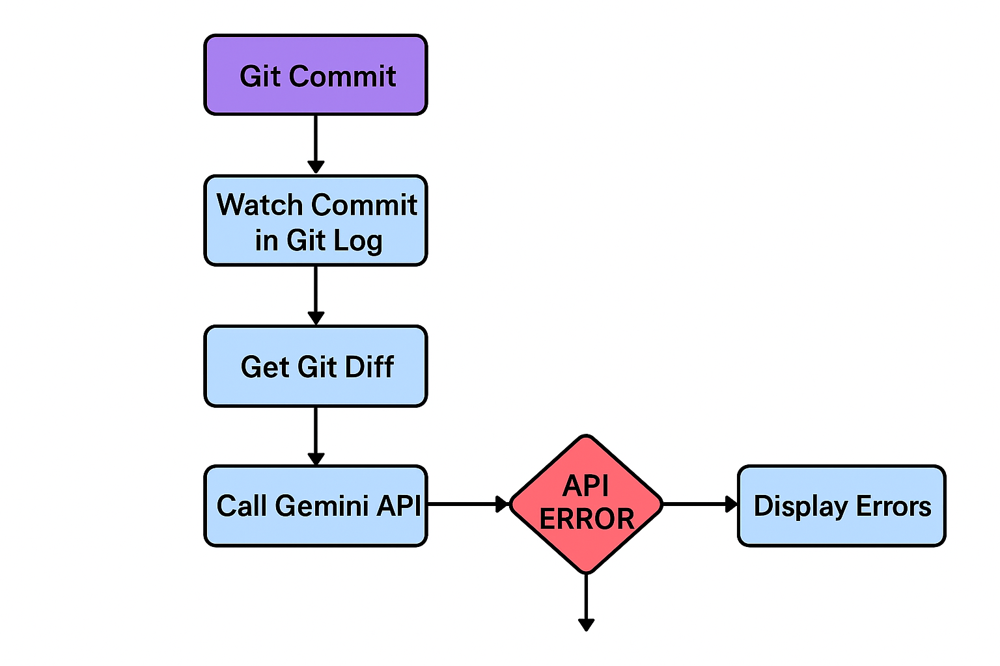 Git Commit
Watch Commit
in Git Log
Get Git Diff
Call Gemini API
API
ERROR
Display Errors